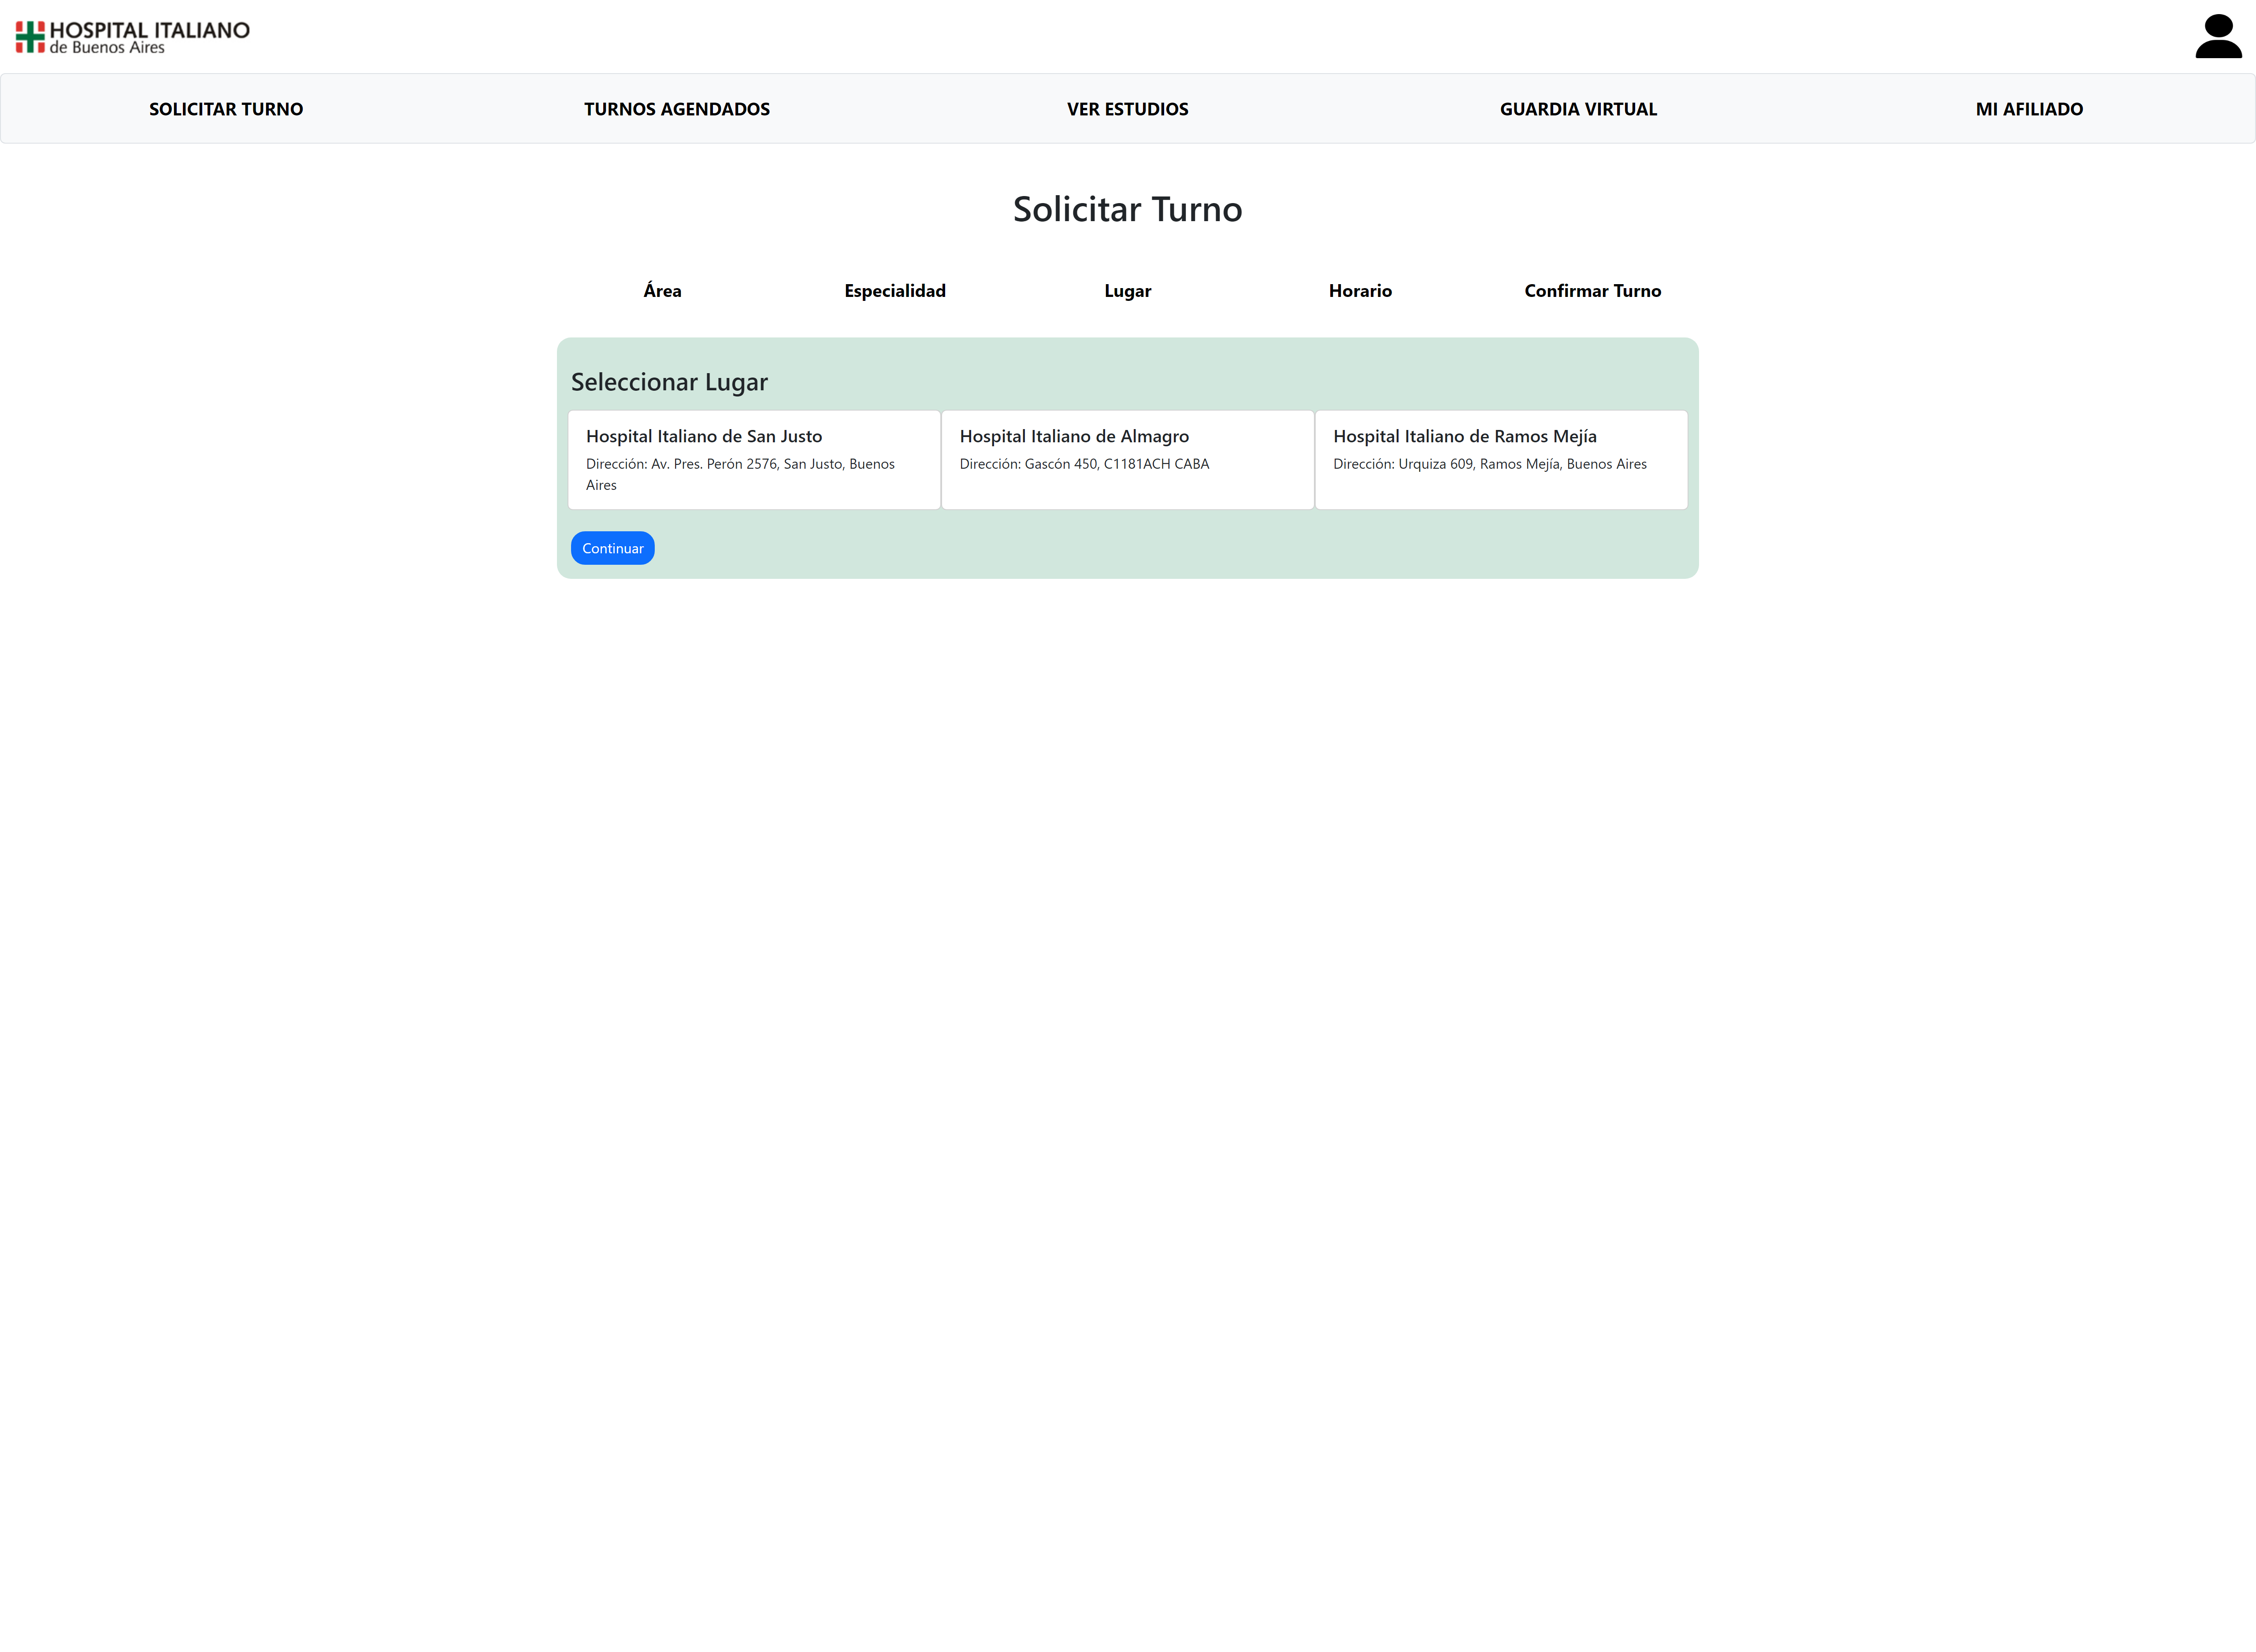 HOSPITAL ITALIANO
de Buenos Aires
SOLICITAR TURNO
TURNOS AGENDADOS
VER ESTUDIOS
GUARDIA VIRTUAL
MI AFILIADO
Solicitar Turno
Área
Especialidad
Lugar
Horario
Confirmar Turno
Seleccionar Lugar
Hospital Italiano de San Justo
Dirección: Av. Pres. Perón 2576, San Justo, Buenos
Aires
Hospital Italiano de Almagro
Dirección: Gascón 450, C1181ACH CABA
Hospital Italiano de Ramos Mejía
Dirección: Urquiza 609, Ramos Mejía, Buenos Aires
Continuar